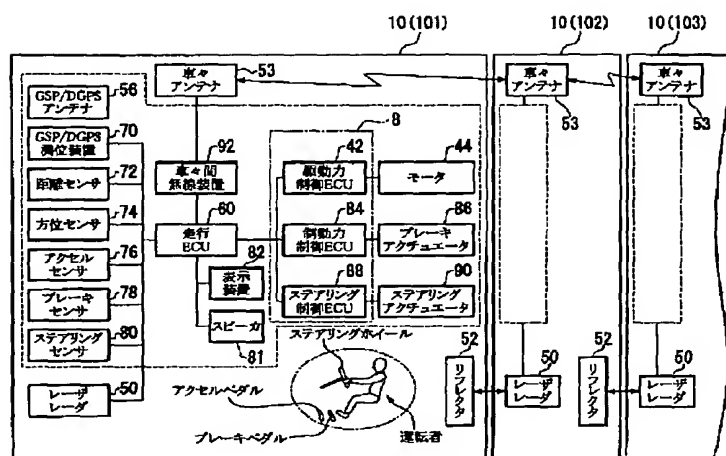 10(101)
10(102)
10(103)
車々
アンテナ
53
車々
アンテナ
53
車々
アンテナ
53
GSP/DGPS
アンテナ
56
GSP/DGPS
測位装置
70
距離センサ
72
方位センサ
74
アクセル
センサ
76
ブレーキ
センサ
78
ステアリング
センサ
80
レーザ
レーダ
50
車々間
無線装置
92
走行
ECU
60
表示
装置
82
スピーカ
81
8
駆動力
制御ECU
42
モータ
44
制動力
制御ECU
84
ブレーキ
アクチュエータ
86
ステアリング
制御ECU
88
ステアリング
アクチュエータ
90
ステアリングホイール
アクセルペダル
ブレーキペダル
運転者
52
リフレクタ
50
レーザ
レーダ
52
リフレクタ
50
レーザ
レーダ